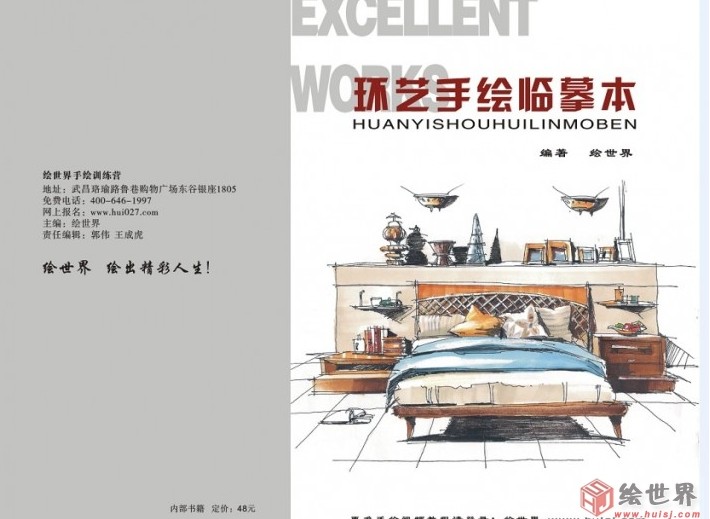 绘世界手绘训练营
地址：武昌珞瑜路鲁巷购物广场东谷银座1805
免费电话：400-646-1997
网上报名：www.hui027.com
主编：绘世界
责任编辑：郭伟 王成虎
绘世界 绘出精彩人生！
内部书籍 定价：48元
EXCELLENT
WORKS
环艺手绘临摹本
HUANYISHOUHUILINMOBEN
编著 绘世界
绘世界
www.huisj.com